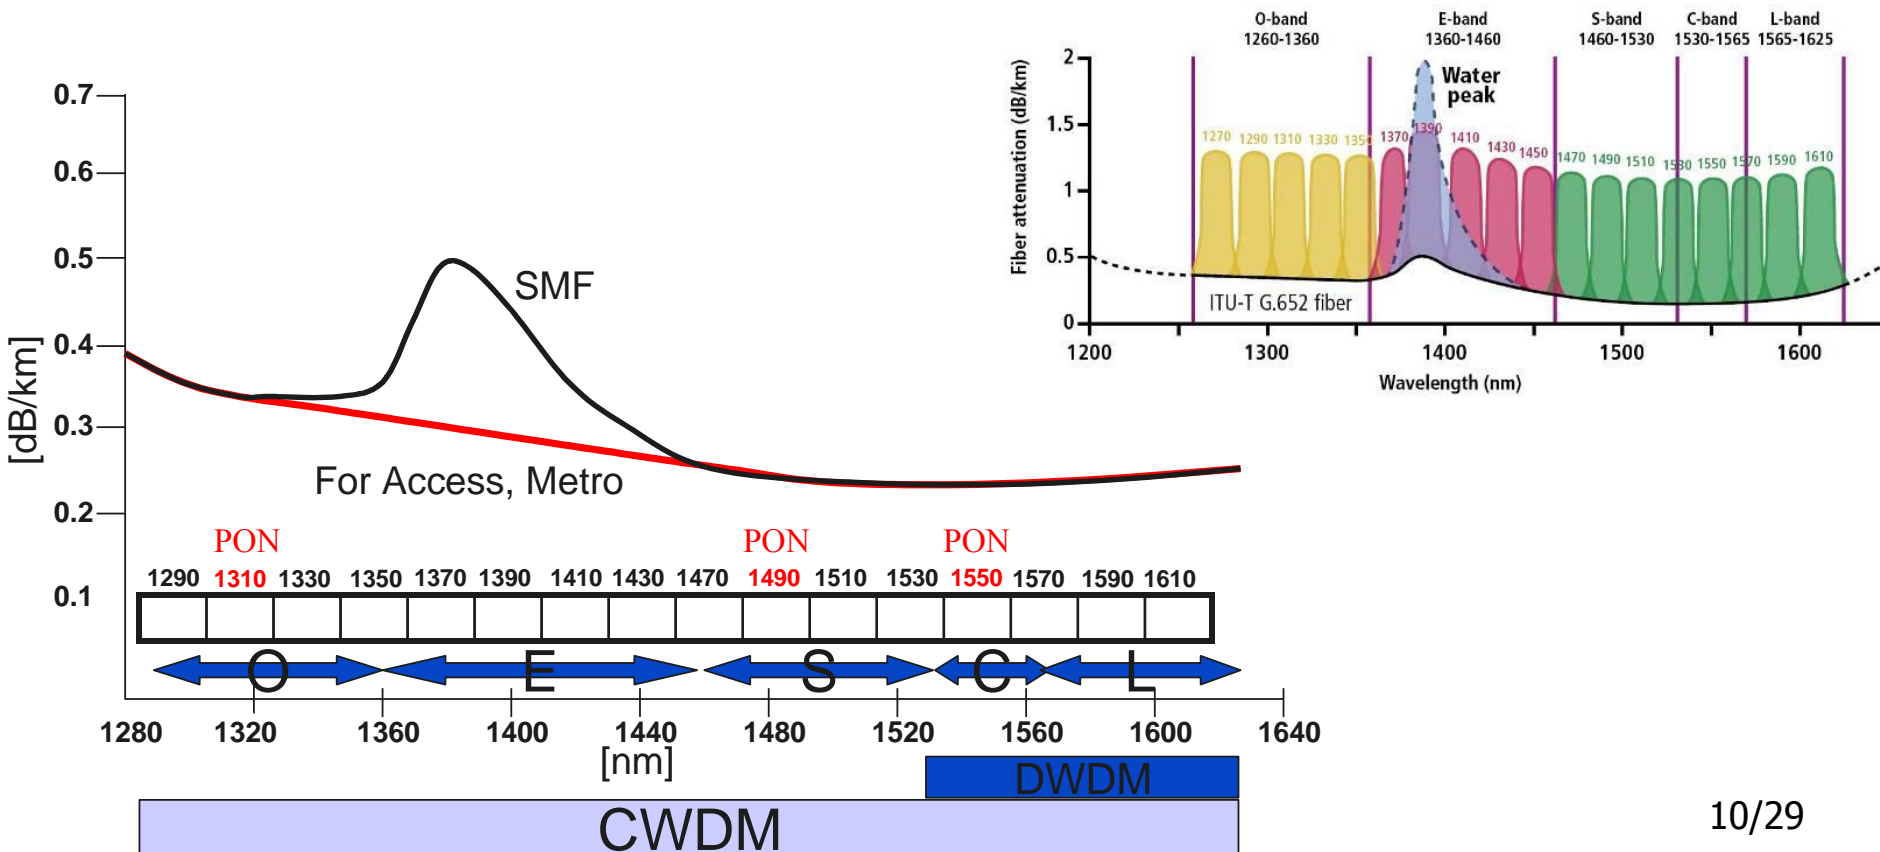 O-band E-band S-band C-band L-band
1260-1360 1360-1460 1460-1530 1530-1565 1565-1625
2
Water
peak
1.5
1270 1290 1310 1330 1350 1370 1390 1410 1430 1450 1470 1490 1510 1530 1550 1570 1590 1610
1
0.5
ITU-T G.652 fiber
0
1200 1300 1400 1500 1600
Wavelength (nm)
Fiber attenuation (dB/km)
0.7
0.6
0.5
SMF
0.4
0.3
For Access, Metro
0.2
[dB/km]
PON PON PON
1290 1310 1330 1350 1370 1390 1410 1430 1470 1490 1510 1530 1550 1570 1590 1610
0.1
O E S C L
1280 1320 1360 1400 1440 1480 1520 1560 1600 1640
[nm]
DWDM
CWDM
10/29